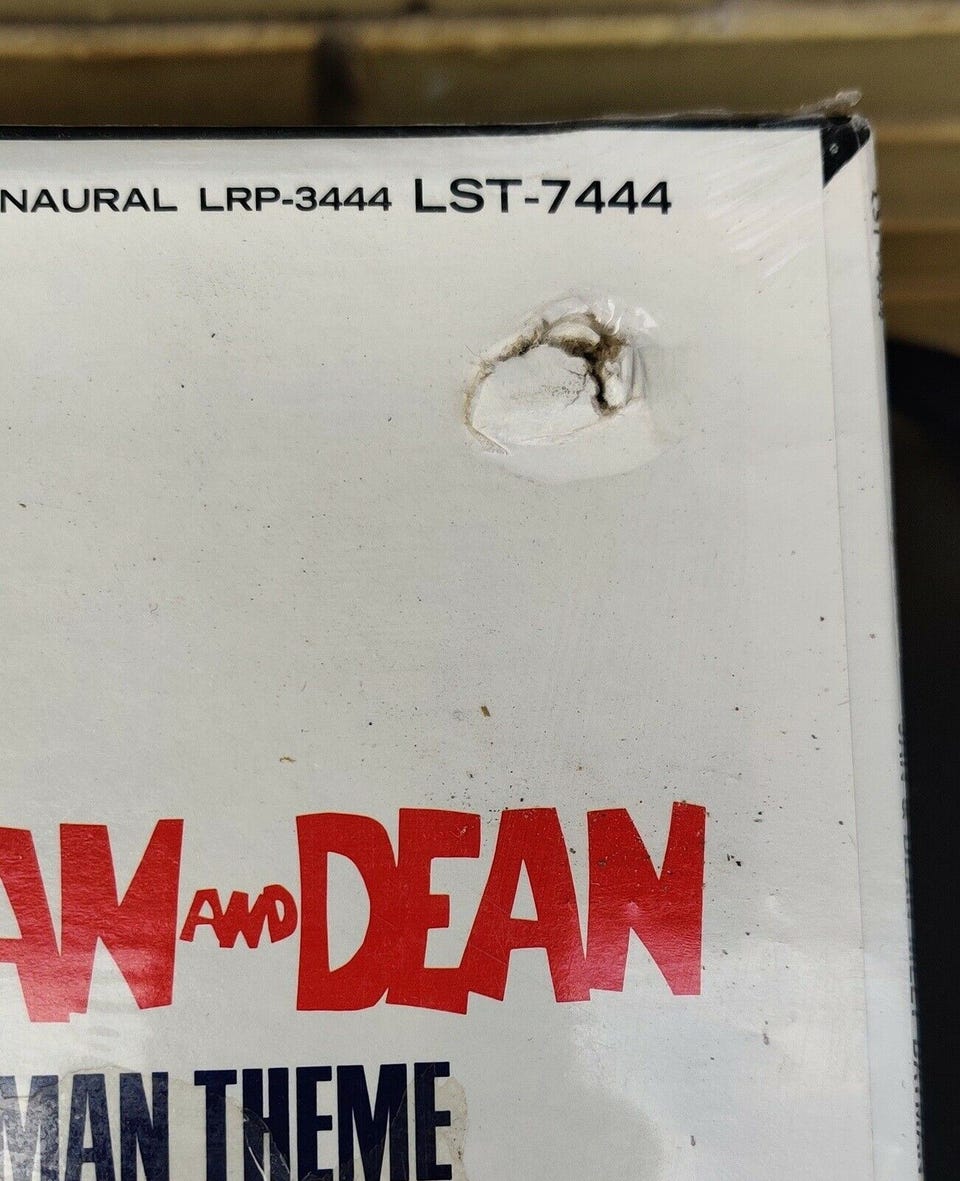 NAURAL LRP-3444 LST-7444
AN AND DEAN
MAN THEME